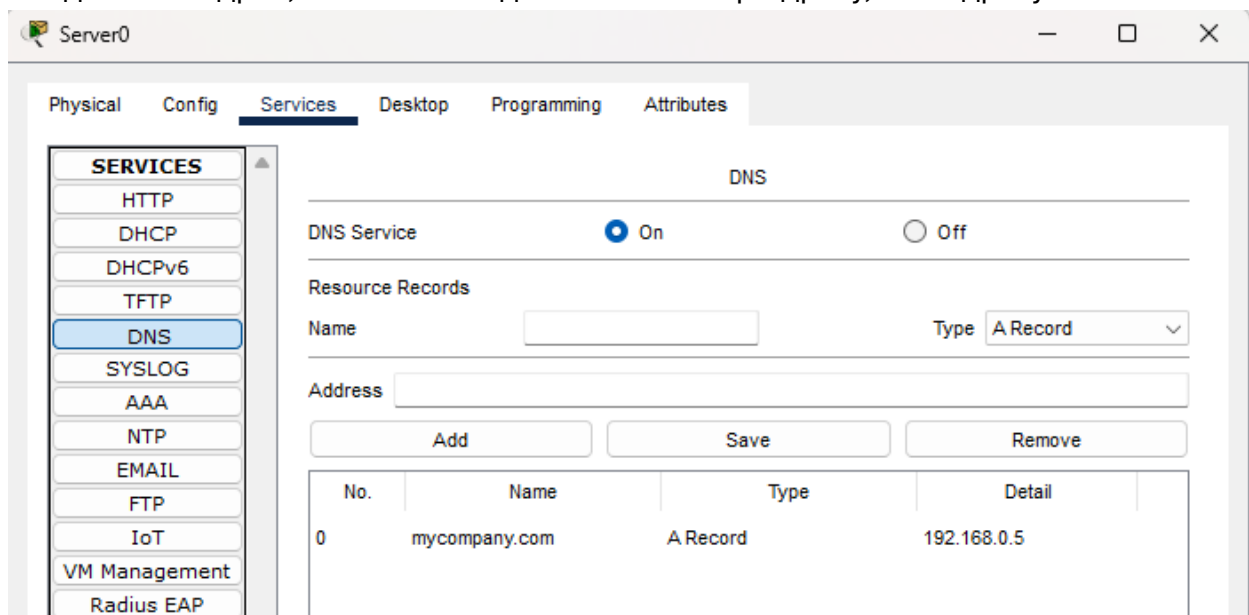 Server0
Physical Config Services Desktop Programming Attributes
SERVICES
HTTP
DHCP
DHCPv6
TFTP
DNS
SYSLOG
AAA
NTP
EMAIL
FTP
IoT
VM Management
Radius EAP
DNS
DNS Service On Off
Resource Records
Name Type A Record
Address
Add Save Remove
No. Name Type Detail
0 mycompany.com A Record 192.168.0.5